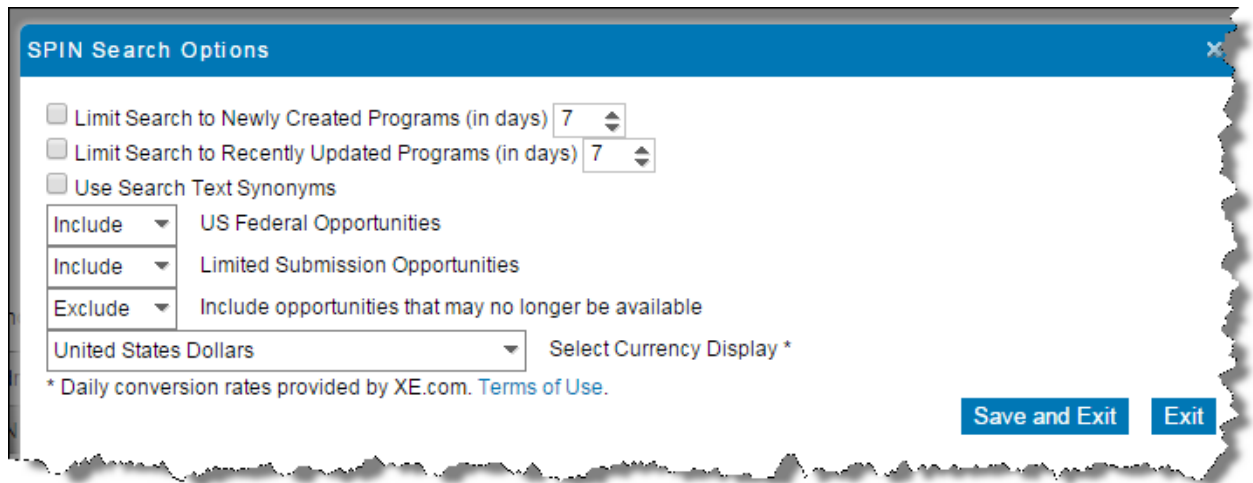 SPIN Search Options
Limit Search to Newly Created Programs (in days) 7
Limit Search to Recently Updated Programs (in days) 7
Use Search Text Synonyms
Include US Federal Opportunities
Include Limited Submission Opportunities
Exclude Include opportunities that may no longer be available
United States Dollars Select Currency Display *
* Daily conversion rates provided by XE.com. Terms of Use.
Save and Exit Exit